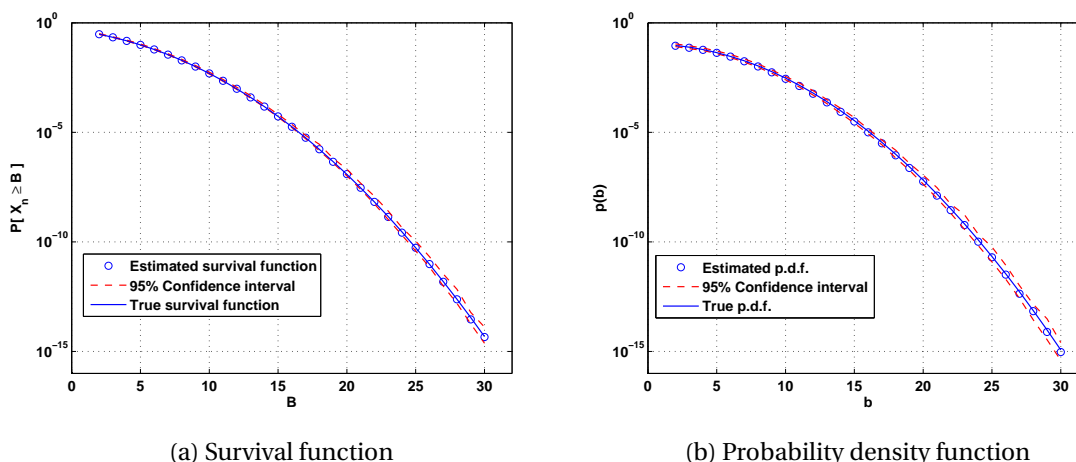 10^0
10^-5
10^-10
10^-15
P[ X_n ≥ B ]
Estimated survival function
95% Confidence interval
True survival function
0 5 10 15 20 25 30
B
(a) Survival function
10^0
10^-5
10^-10
10^-15
p(b)
Estimated p.d.f.
95% Confidence interval
True p.d.f.
0 5 10 15 20 25 30
b
(b) Probability density function